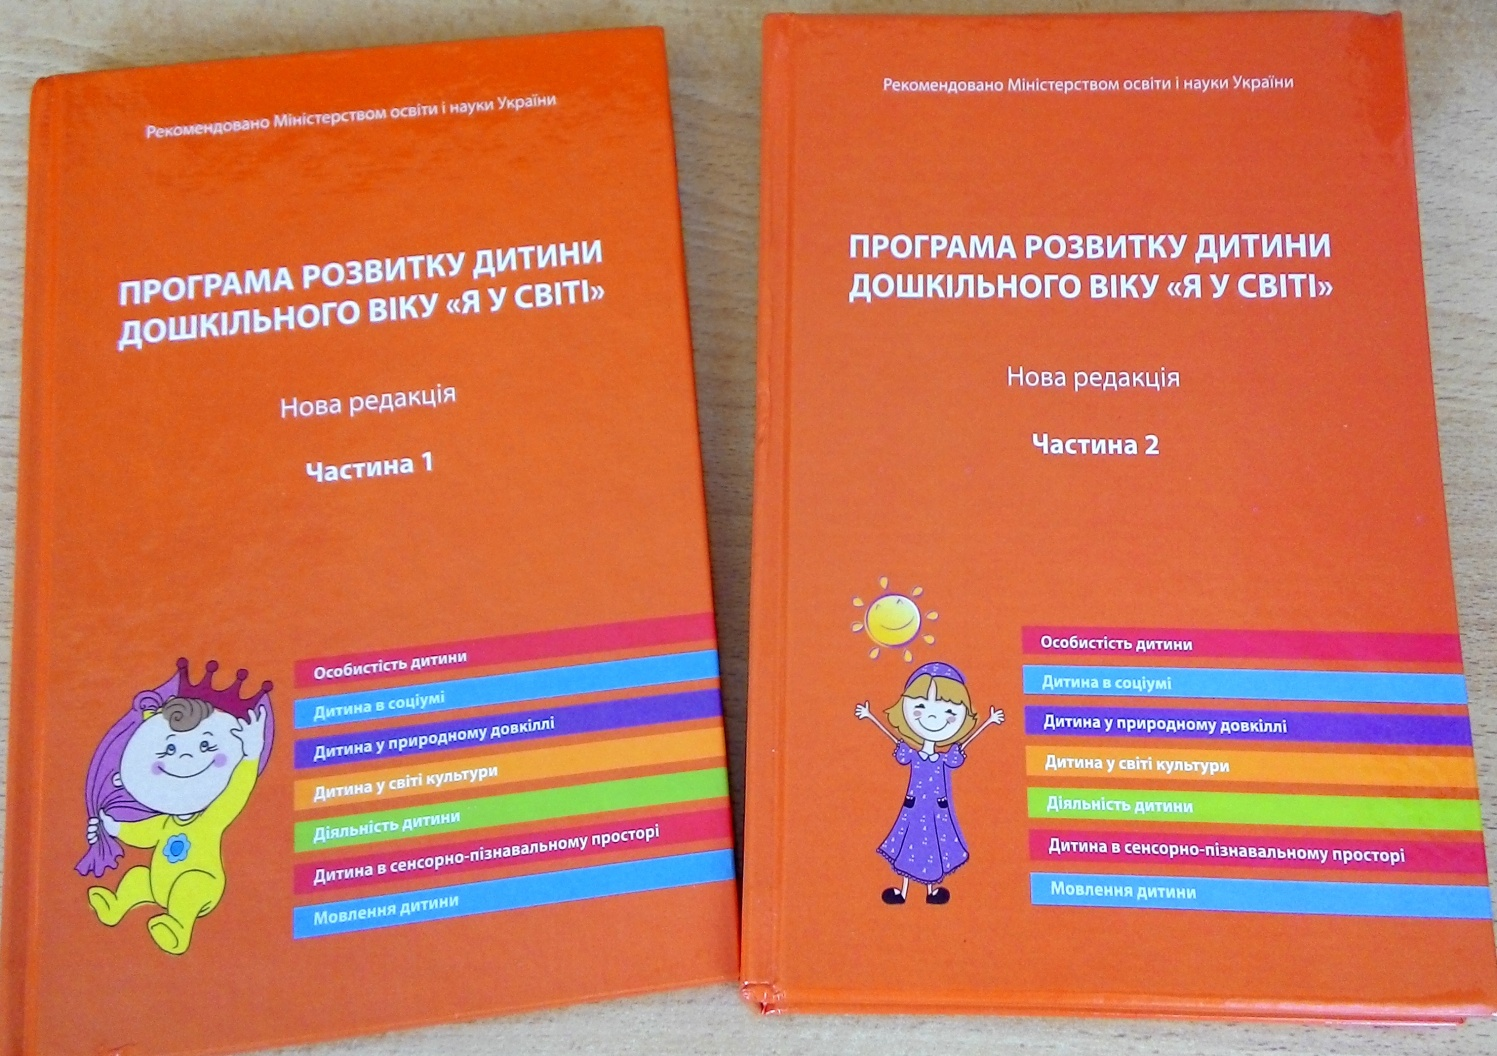 Рекомендовано Міністерством освіти і науки України
ПРОГРАМА РОЗВИТКУ ДИТИНИ
ДОШКІЛЬНОГО ВІКУ «Я У СВІТІ»
Нова редакція
Частина 1
Особистість дитини
Дитина в соціумі
Дитина у природному довкіллі
Дитина у світі культури
Діяльність дитини
Дитина в сенсорно-пізнавальному просторі
Мовлення дитини
Рекомендовано Міністерством освіти і науки України
ПРОГРАМА РОЗВИТКУ ДИТИНИ
ДОШКІЛЬНОГО ВІКУ «Я У СВІТІ»
Нова редакція
Частина 2
Особистість дитини
Дитина в соціумі
Дитина у природному довкіллі
Дитина у світі культури
Діяльність дитини
Дитина в сенсорно-пізнавальному просторі
Мовлення дитини